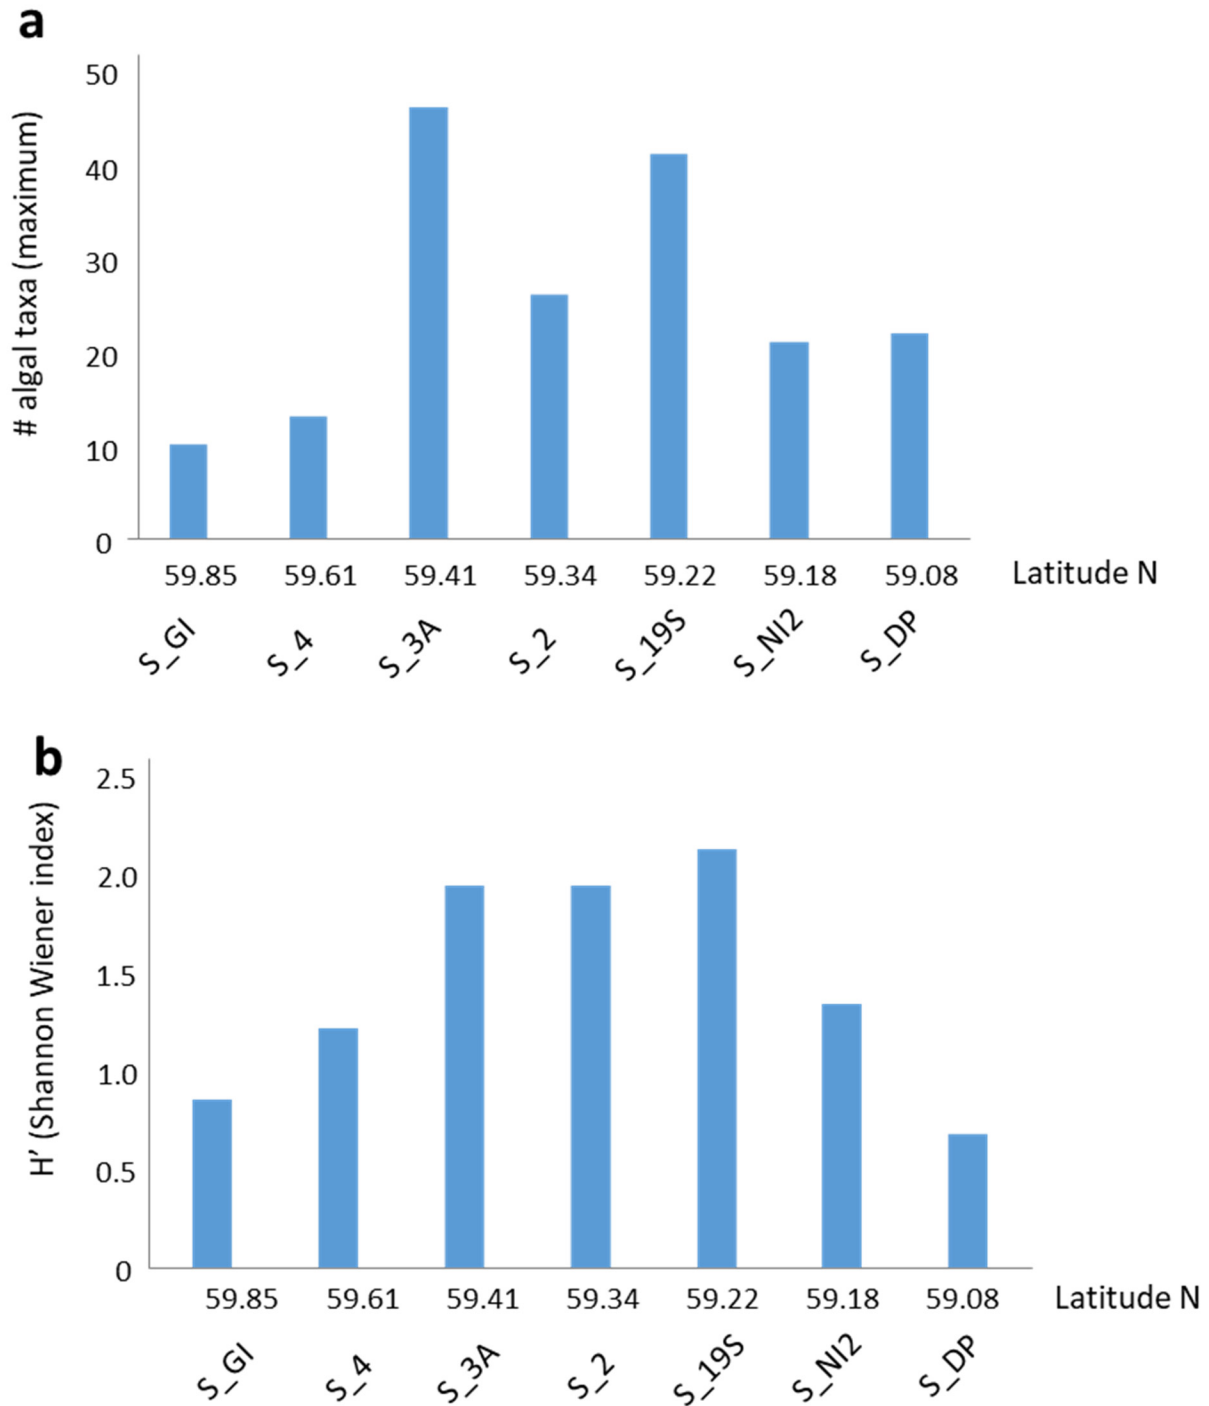 a
# algal taxa (maximum)
50
40
30
20
10
0
59.85 59.61 59.41 59.34 59.22 59.18 59.08 Latitude N
S_GI S_4 S_3A S_2 S_19S S_NI2 S_DP
b
H' (Shannon Wiener index)
2.5
2.0
1.5
1.0
0.5
0
59.85 59.61 59.41 59.34 59.22 59.18 59.08 Latitude N
S_GI S_4 S_3A S_2 S_19S S_NI2 S_DP